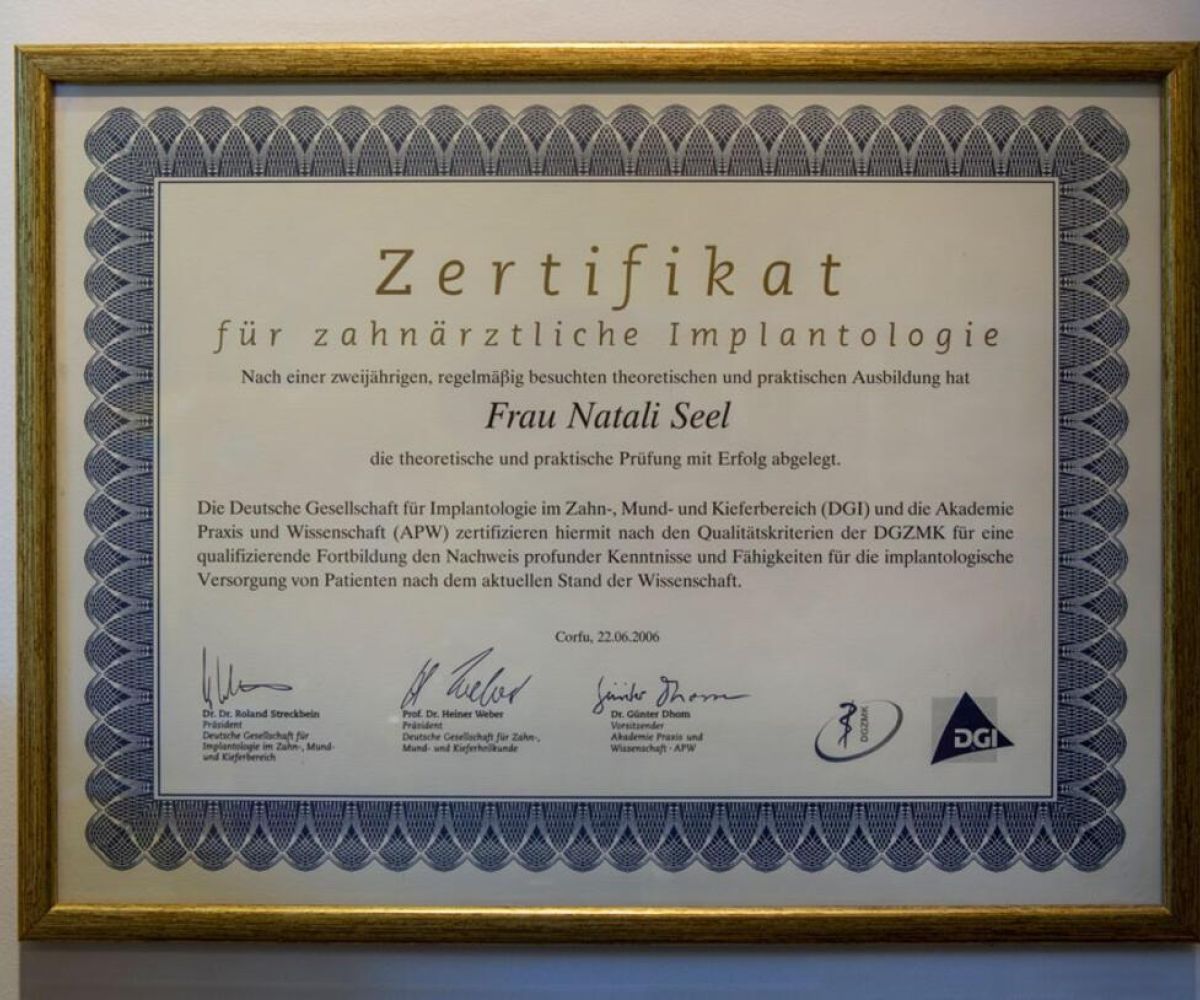 Zertifikat
für zahnärztliche Implantologie
Nach einer zweijährigen, regelmäßig besuchten theoretischen und praktischen Ausbildung hat
Frau Natali Seel
die theoretische und praktische Prüfung mit Erfolg abgelegt.
Die Deutsche Gesellschaft für Implantologie im Zahn-, Mund- und Kieferbereich (DGI) und die Akademie
Praxis und Wissenschaft (APW) zertifizieren hiermit nach den Qualitätskriterien der DGZMK für eine
qualifizierende Fortbildung den Nachweis profunder Kenntnisse und Fähigkeiten für die implantologische
Versorgung von Patienten nach dem aktuellen Stand der Wissenschaft.
Corfu, 22.06.2006
Dr. Dr. Roland Streckbein
Präsident
Deutsche Gesellschaft für
Implantologie im Zahn-, Mund-
und Kieferbereich
Prof. Dr. Heiner Weber
Präsident
Deutsche Gesellschaft für Zahn-,
Mund- und Kieferheilkunde
Günter Dhom
Dr. Günter Dhom
Vorsitzender
Akademie Praxis und
Wissenschaft · APW
DGZMK
DGI